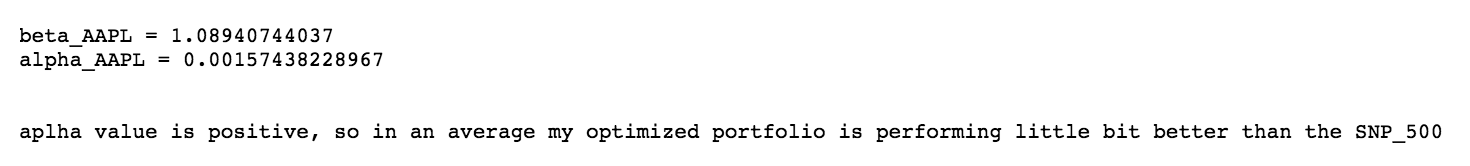 beta_AAPL = 1.08940744037
alpha_AAPL = 0.00157438228967
aplha value is positive, so in an average my optimized portfolio is performing little bit better than the SNP_500